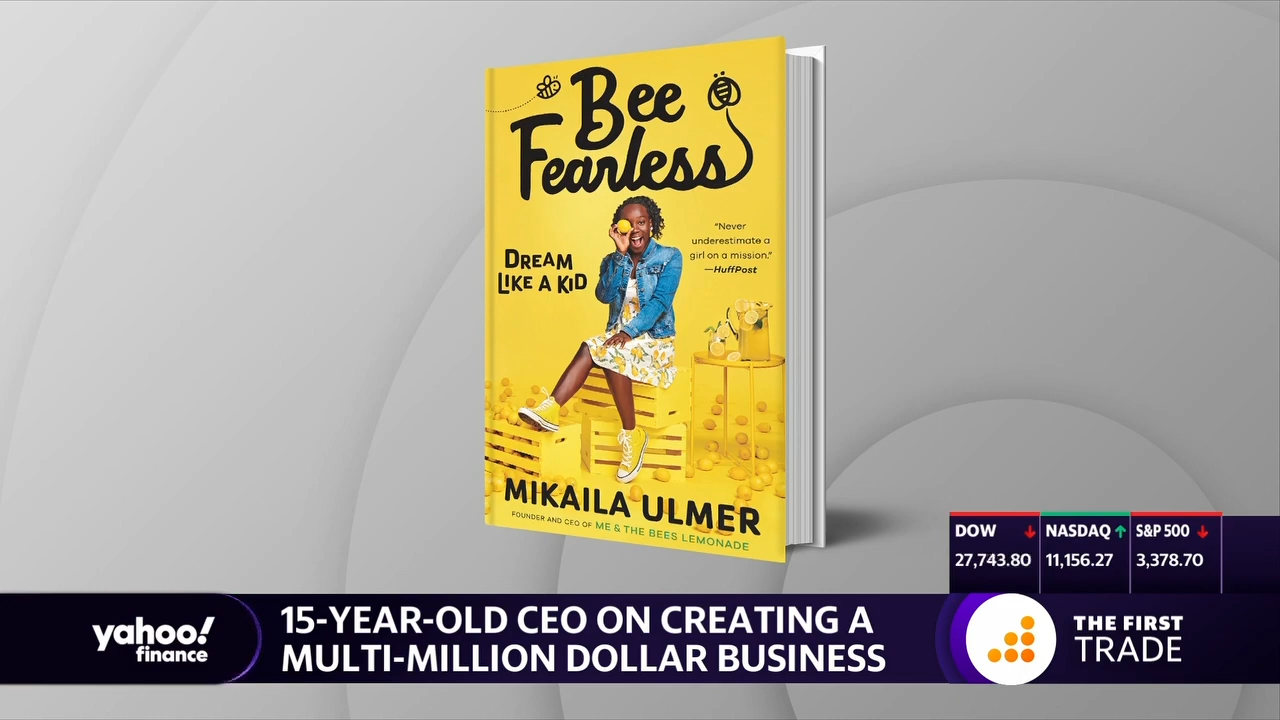 Bee
Fearless
DREAM
LIKE A KID
"Never
underestimate a
girl on a mission."
—HuffPost
MIKAILA ULMER
FOUNDER AND CEO OF ME & THE BEES LEMONADE
DOW
27,743.80
NASDAQ
11,156.27
S&P 500
3,378.70
yahoo!
finance
15-YEAR-OLD CEO ON CREATING A
MULTI-MILLION DOLLAR BUSINESS
THE FIRST
TRADE